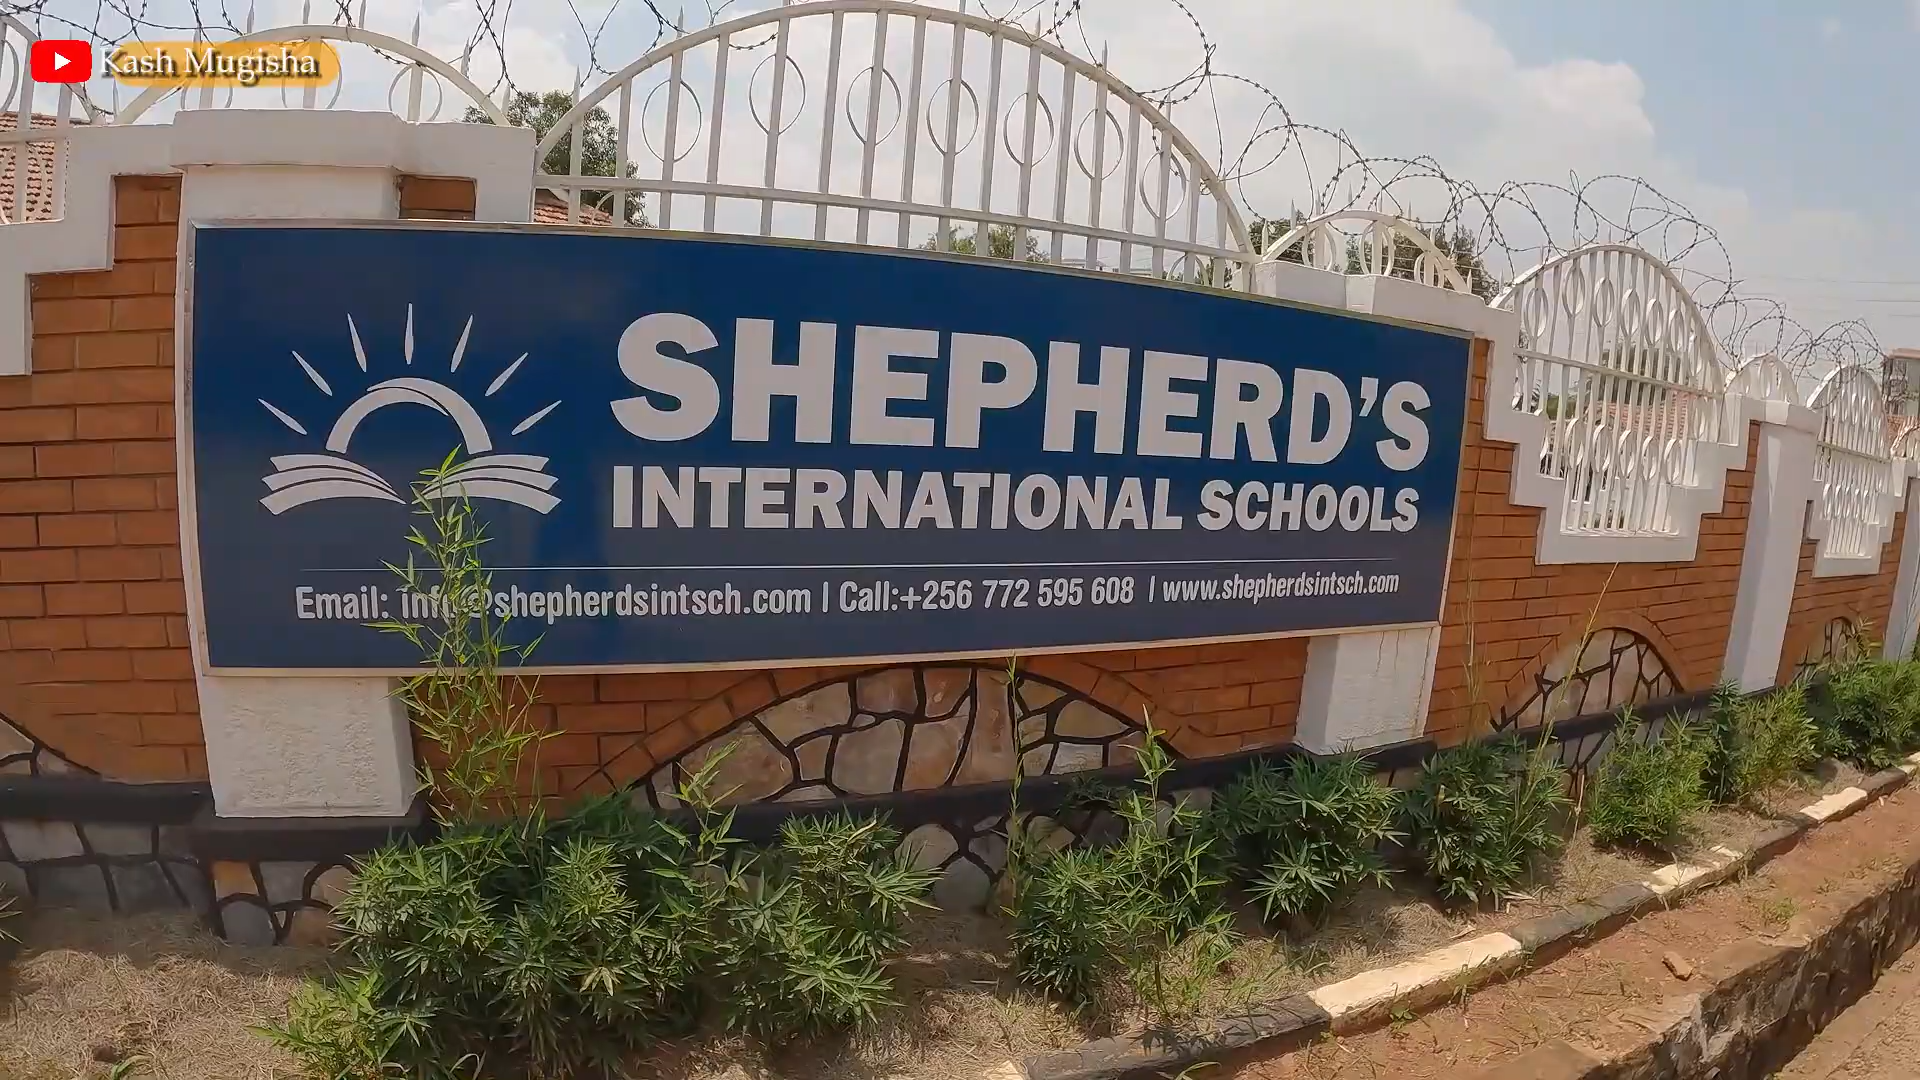 Kash Mugisha
SHEPHERD'S
INTERNATIONAL SCHOOLS
Email: info@shepherdsintsch.com | Call:+256 772 595 608 | www.shepherdsintsch.com